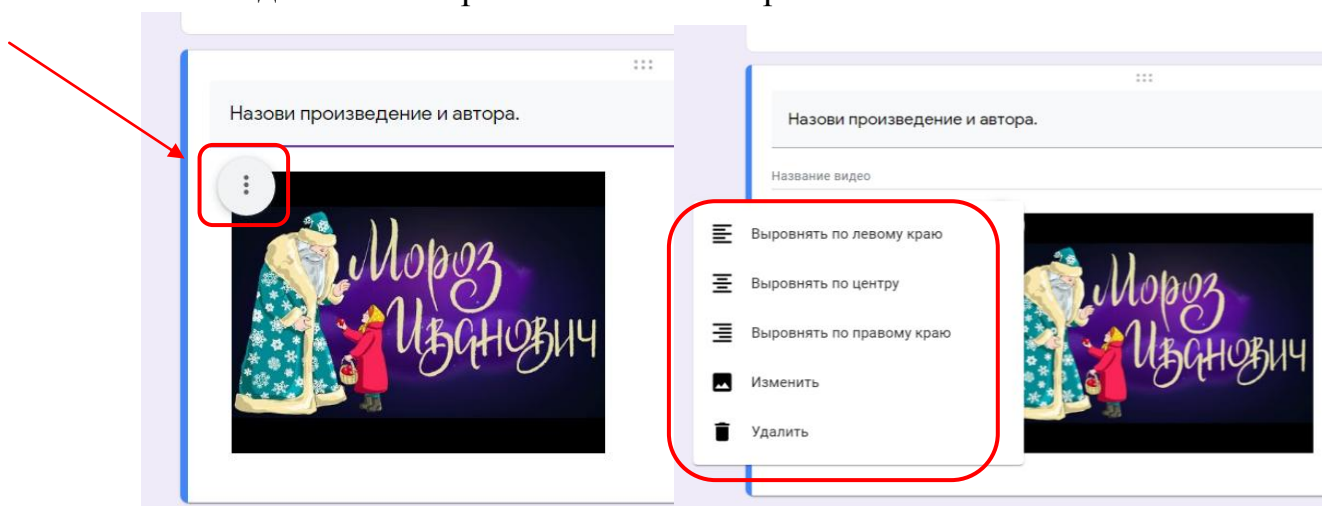 Назови произведение и автора.
Мороз
Иванович
Назови произведение и автора.
Название видео
Выровнять по левому краю
Выровнять по центру
Выровнять по правому краю
Изменить
Удалить
Мороз
Иванович